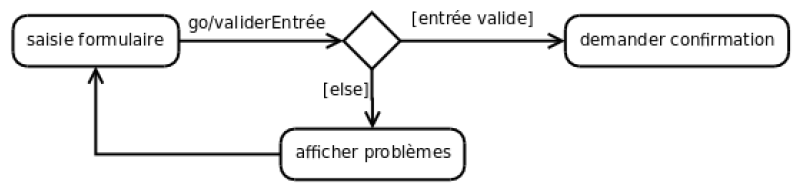 saisie formulaire
go/validerEntrée
[entrée valide]
demander confirmation
[else]
afficher problèmes